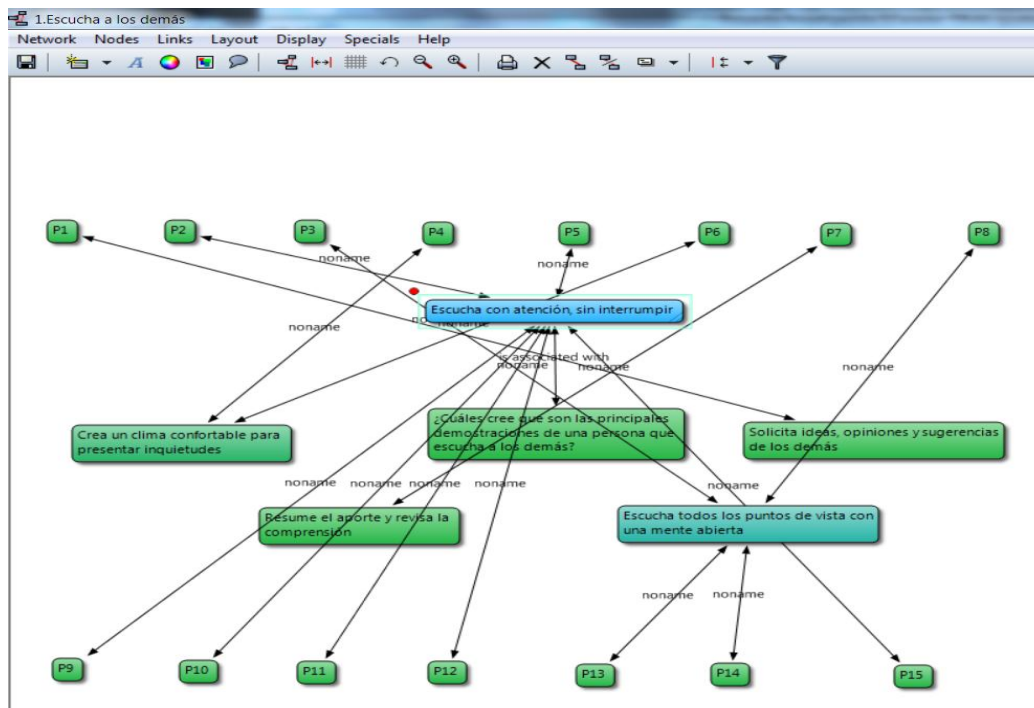 1.Escucha a los demás
Network Nodes Links Layout Display Specials Help
P1 P2 P3 P4 P5 P6 P7 P8
noname noname
Escucha con atención, sin interrumpir
noname
noname
is associated with
noname noname noname
¿Cuáles cree que son las principales
demostraciones de una persona que
escucha a los demás?
Crea un clima confortable para
presentar inquietudes
Solicita ideas, opiniones y sugerencias
de los demás
noname noname noname noname noname
Resume el aporte y revisa la
comprensión
Escucha todos los puntos de vista con
una mente abierta
noname noname
P9 P10 P11 P12 P13 P14 P15